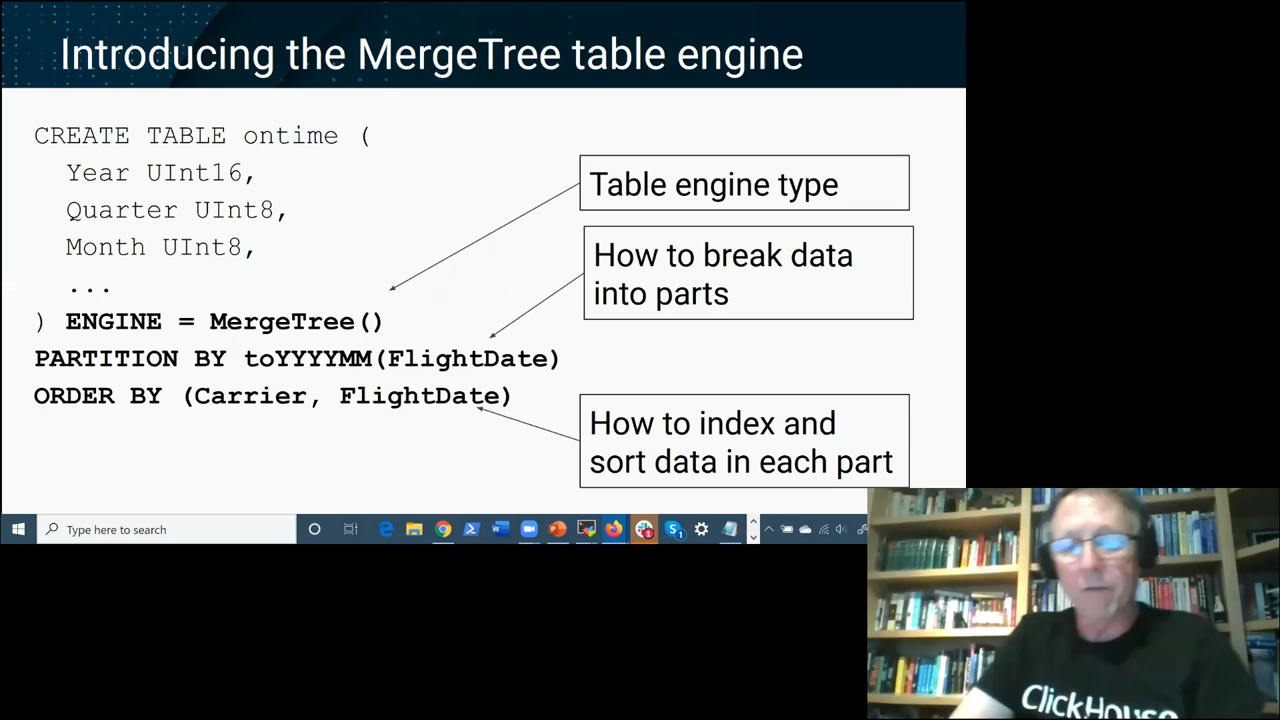 Introducing the MergeTree table engine
CREATE TABLE ontime (
Year UInt16,
Quarter UInt8,
Month UInt8,
...
) ENGINE = MergeTree()
PARTITION BY toYYYYMM(FlightDate)
ORDER BY (Carrier, FlightDate)
Table engine type
How to break data
into parts
How to index and
sort data in each part
Type here to search
ClickHouse